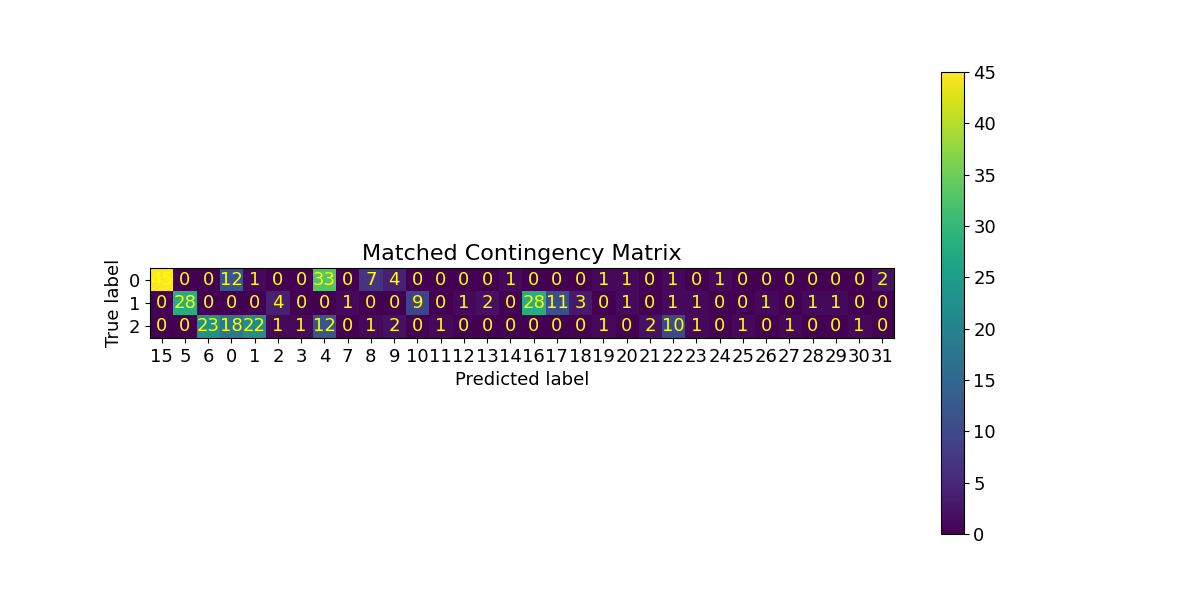 Matched Contingency Matrix
True label
0 0 0 12 1 0 0 33 0 7 4 0 0 0 0 1 0 0 0 1 1 0 1 0 1 0 0 0 0 0 0 2
1 0 28 0 0 0 4 0 0 1 0 0 9 0 1 2 0 28 11 3 0 1 0 1 1 0 0 1 0 1 1 0 0
2 0 0 23 18 22 1 1 12 0 1 2 0 1 0 0 0 0 0 0 1 0 2 10 1 0 1 0 1 0 0 1 0
15 5 6 0 1 2 3 4 7 8 9 10 11 12 13 14 16 17 18 19 20 21 22 23 24 25 26 27 28 29 30 31
Predicted label
45
40
35
30
25
20
15
10
5
0